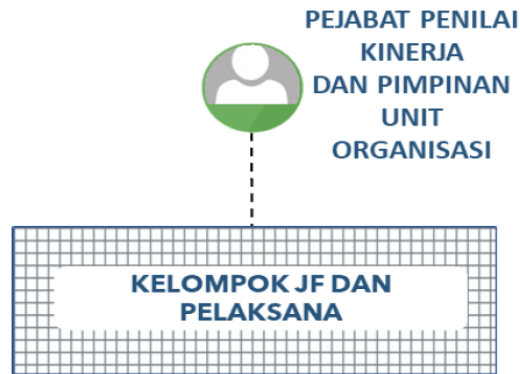 PEJABAT PENILAI
KINERJA
DAN PIMPINAN
UNIT
ORGANISASI
KELOMPOK JF DAN
PELAKSANA